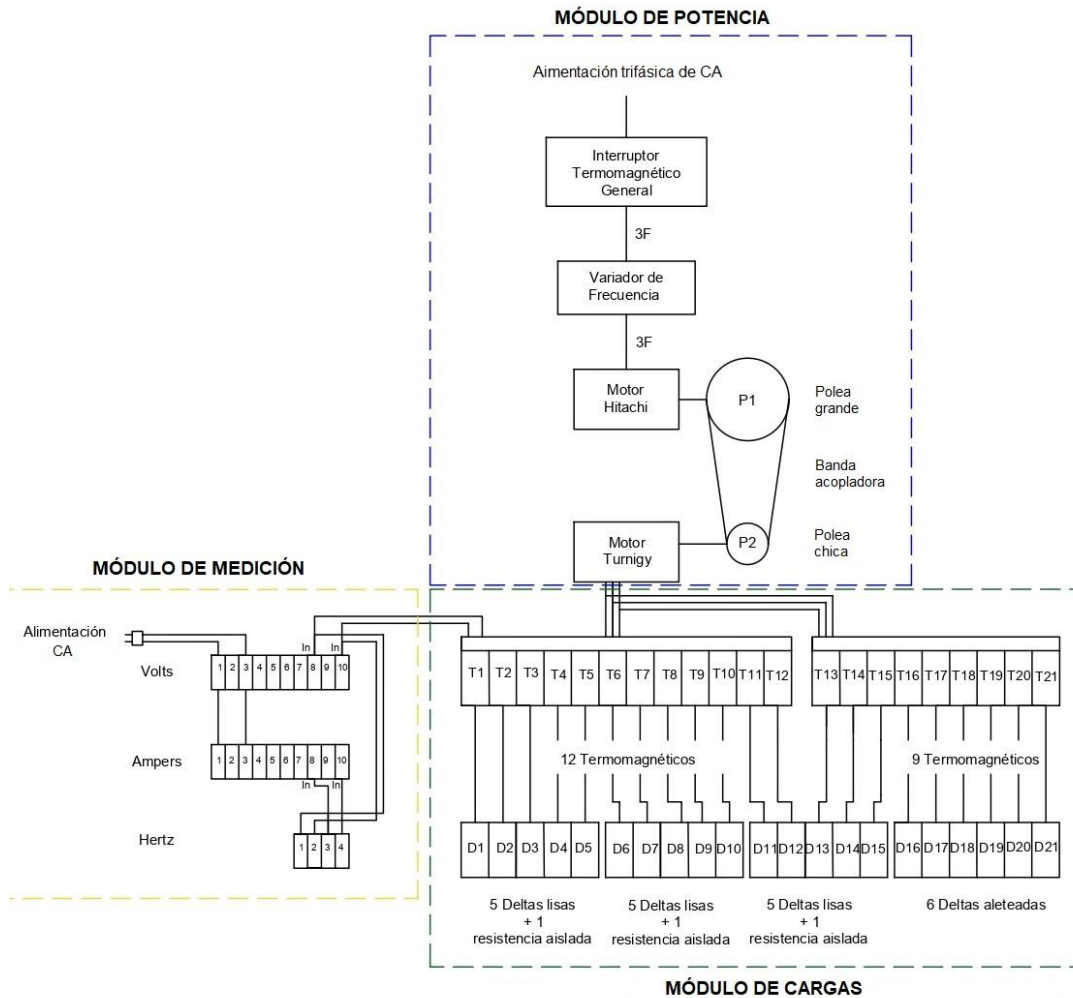 MÓDULO DE POTENCIA
Aimentación trifásica de CA
Interruptor
Termomagnético
General
3F
Variador de
Frecuencia
3F
Motor
Hitachi
P1
Polea
grande
Banda
acopladora
Motor
Turnigy
P2
Polea
chica
MÓDULO DE MEDICIÓN
Alimentación
CA
In In
Volts
1 2 3 4 5 6 7 8 9 10
Ampers
1 2 3 4 5 6 7 8 9 10
In In
Hertz
1 2 3 4
T1 T2 T3 T4 T5 T6 T7 T8 T9 T10 T11 T12
T13 T14 T15 T16 T17 T18 T19 T20 T21
12 Termomagnéticos
9 Termomagnéticos
D1 D2 D3 D4 D5
D6 D7 D8 D9 D10
D11 D12 D13 D14 D15
D16 D17 D18 D19 D20 D21
5 Deltas lisas
+ 1
resistencia aislada
5 Deltas lisas
+ 1
resistencia aislada
5 Deltas lisas
+ 1
resistencia aislada
6 Deltas aleteadas
MÓDULO DE CARGAS